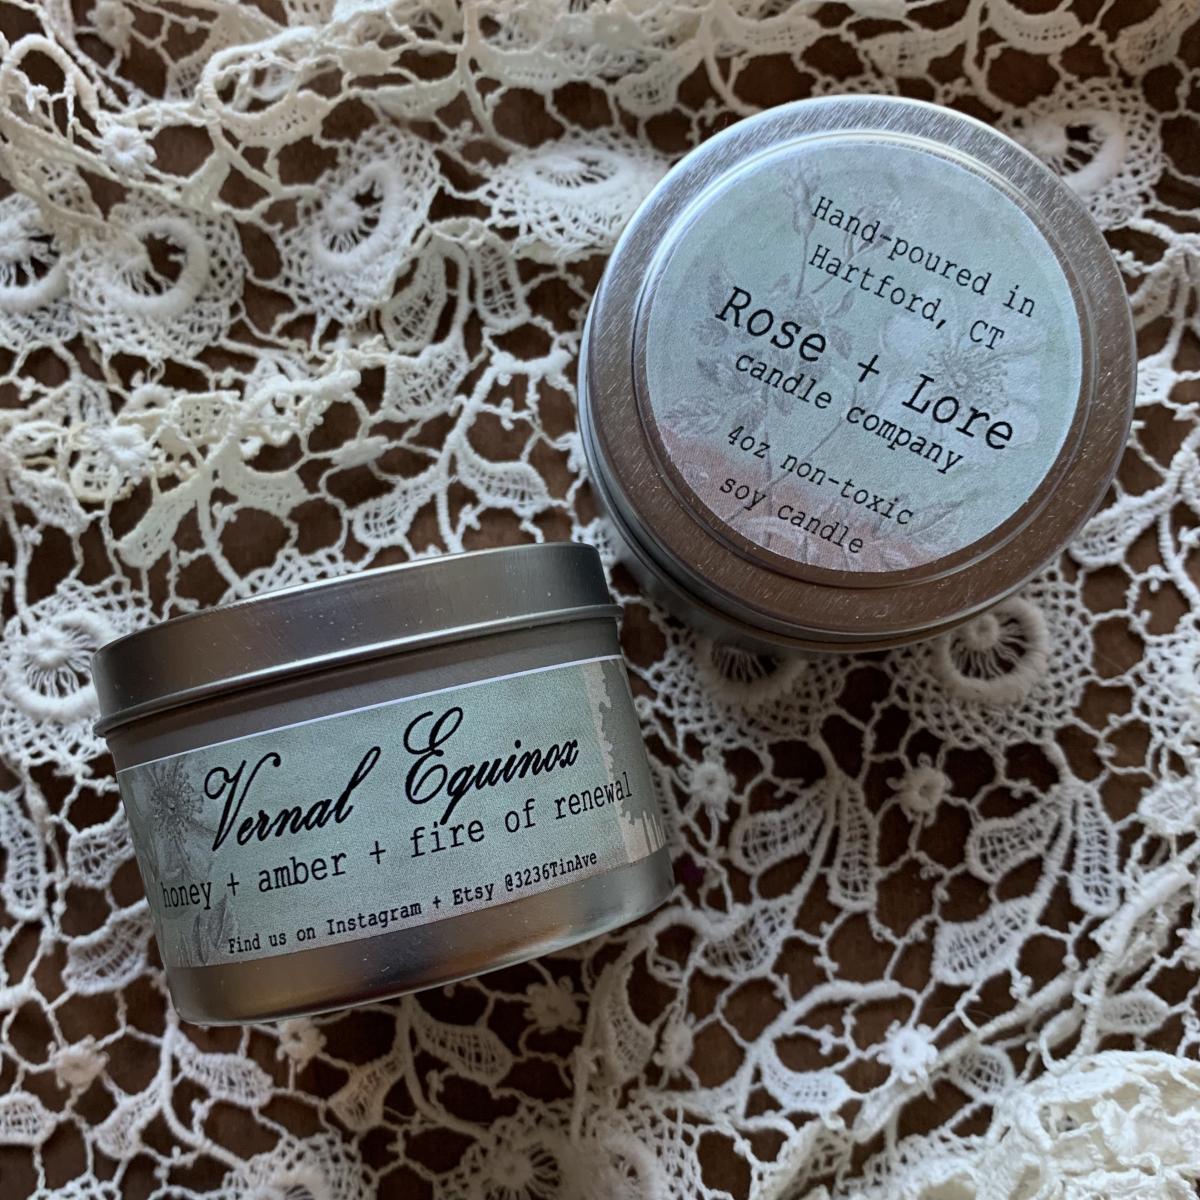 Hand-poured in
Hartford, CT
Rose + Lore
candle company
4oz non-toxic
soy candle
Vernal Equinox
honey + amber + fire of renewal
Find us on Instagram + Etsy @3236TinAve